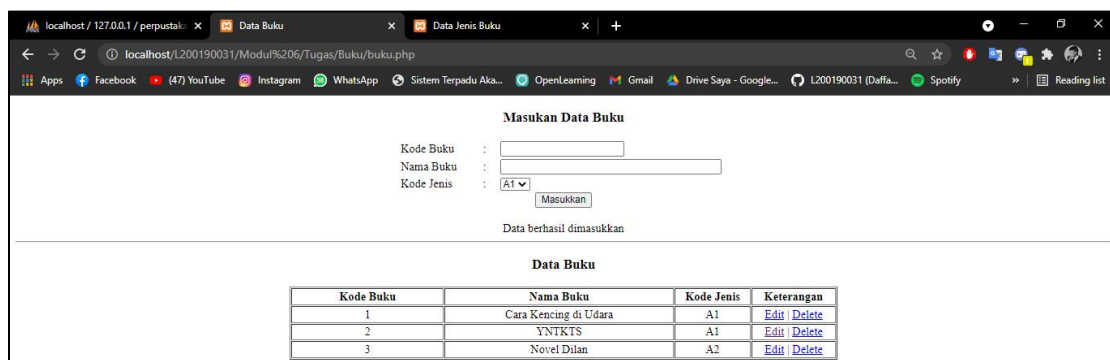 localhost / 127.0.0.1 / perpustaka
Data Buku
Data Jenis Buku
localhost/L200190031/Modul%206/Tugas/Buku/buku.php
Apps Facebook (47) YouTube Instagram WhatsApp Sistem Terpadu Aka... OpenLearning Gmail Drive Saya - Google... L200190031 (Daffa... Spotify » Reading list
Masukan Data Buku
Kode Buku :
Nama Buku :
Kode Jenis : A1
Masukkan
Data berhasil dimasukkan
Data Buku
Kode Buku Nama Buku Kode Jenis Keterangan
1 Cara Kencing di Udara A1 Edit | Delete
2 YNTKTS A1 Edit | Delete
3 Novel Dilan A2 Edit | Delete